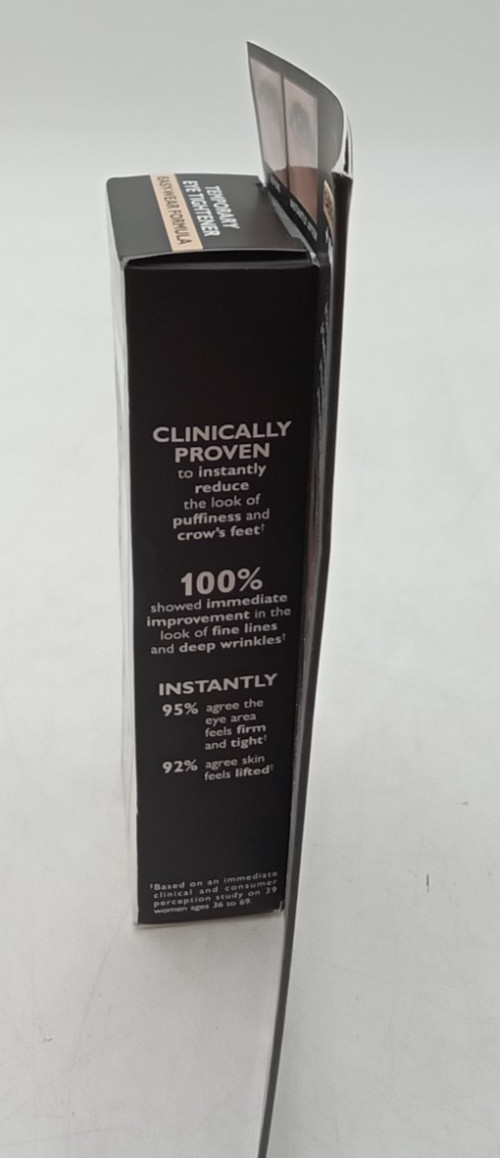 TEMPORARY
EYE TIGHTENER
EASY-WEAR FORMULA
CLINICALLY
PROVEN
to instantly
reduce
the look of
puffiness and
crow's feet†
100%
showed immediate
improvement in the
look of fine lines
and deep wrinkles†
INSTANTLY
95% agree the
eye area
feels firm
and tight†
92% agree skin
feels lifted†
†Based on an immediate
clinical and consumer
perception study on 39
women ages 36 to 69.